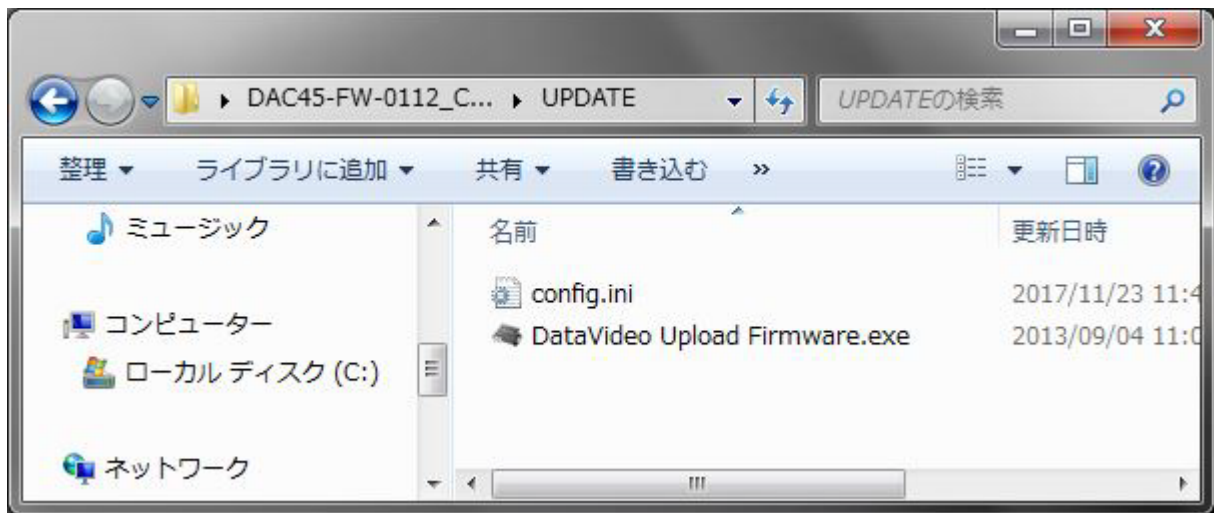 DAC45-FW-0112_C... UPDATE UPDATEの検索
整理 ライブラリに追加 共有 書き込む »
ミュージック
コンピューター
ローカル ディスク (C:)
ネットワーク
名前 更新日時
config.ini 2017/11/23 11:4
DataVideo Upload Firmware.exe 2013/09/04 11:0